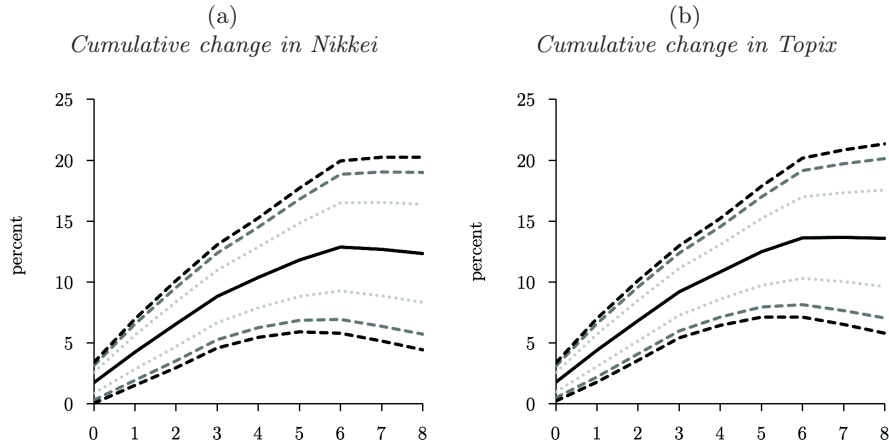 (a)
Cumulative change in Nikkei
25
20
15
10
5
0
percent
0 1 2 3 4 5 6 7 8
(b)
Cumulative change in Topix
25
20
15
10
5
0
percent
0 1 2 3 4 5 6 7 8